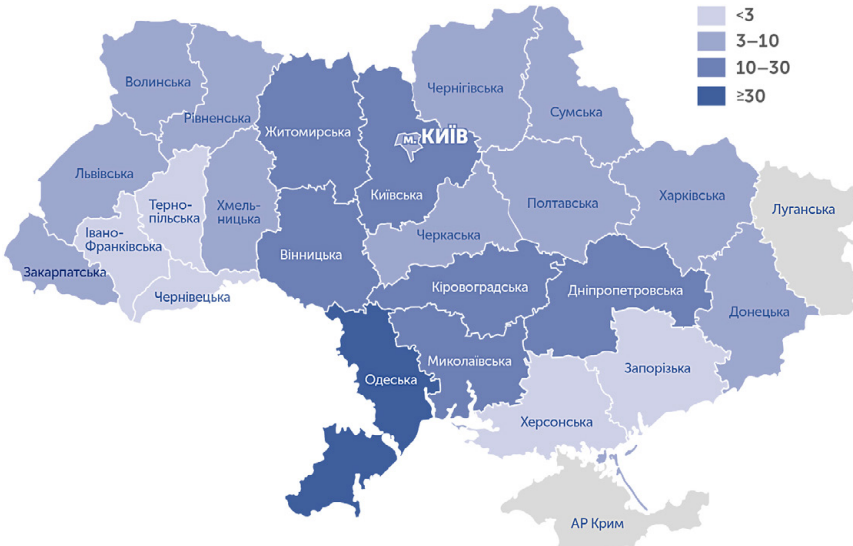 <3
3–10
10–30
≥30
Волинська
Рівненська
Житомирська
Чернігівська
Сумська
м. КИЇВ
Львівська
Терно-
пільська
Хмель-
ницька
Київська
Полтавська
Харківська
Луганська
Івано-
Франківська
Черкаська
Вінницька
Закарпатська
Чернівецька
Кіровоградська
Дніпропетровська
Донецька
Миколаївська
Одеська
Запорізька
Херсонська
АР Крим